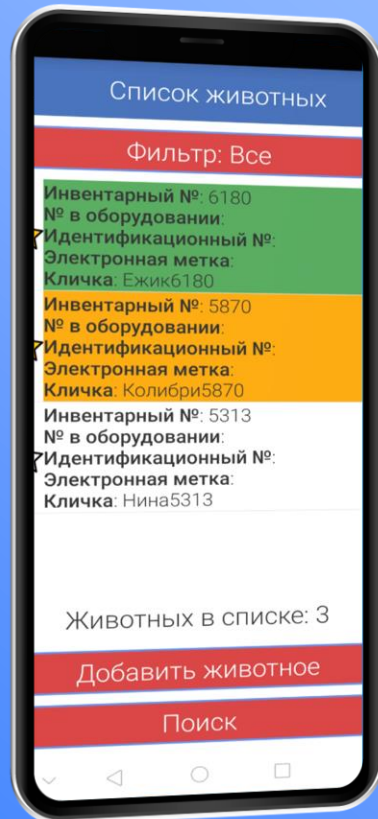 Список животных
Фильтр: Все
Инвентарный №: 6180
№ в оборудовании:
Идентификационный №:
Электронная метка:
Кличка: Ежик6180
Инвентарный №: 5870
№ в оборудовании:
Идентификационный №:
Электронная метка:
Кличка: Колибри5870
Инвентарный №: 5313
№ в оборудовании:
Идентификационный №:
Электронная метка:
Кличка: Нина5313
Животных в списке: 3
Добавить животное
Поиск